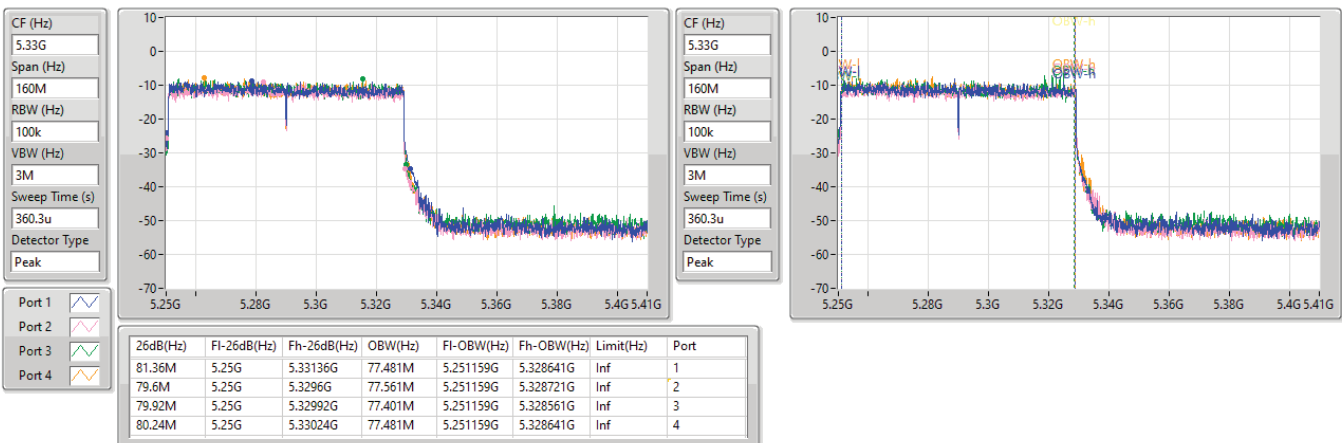 CF (Hz)
5.33G
Span (Hz)
160M
RBW (Hz)
100k
VBW (Hz)
3M
Sweep Time (s)
360.3u
Detector Type
Peak
10
0
-10
-20
-30
-40
-50
-60
-70
5.25G 5.28G 5.3G 5.32G 5.34G 5.36G 5.38G 5.4G 5.41G
CF (Hz)
5.33G
Span (Hz)
160M
RBW (Hz)
100k
VBW (Hz)
3M
Sweep Time (s)
360.3u
Detector Type
Peak
10
0
-10
-20
-30
-40
-50
-60
-70
OBW-h
W-l
OBW-h
W-l
OBW-h
5.25G 5.28G 5.3G 5.32G 5.34G 5.36G 5.38G 5.4G 5.41G
Port 1
Port 2
Port 3
Port 4
26dB(Hz) Fl-26dB(Hz) Fh-26dB(Hz) OBW(Hz) Fl-OBW(Hz) Fh-OBW(Hz) Limit(Hz) Port
81.36M 5.25G 5.33136G 77.481M 5.251159G 5.328641G Inf 1
79.6M 5.25G 5.3296G 77.561M 5.251159G 5.328721G Inf 2
79.92M 5.25G 5.32992G 77.401M 5.251159G 5.328561G Inf 3
80.24M 5.25G 5.33024G 77.481M 5.251159G 5.328641G Inf 4